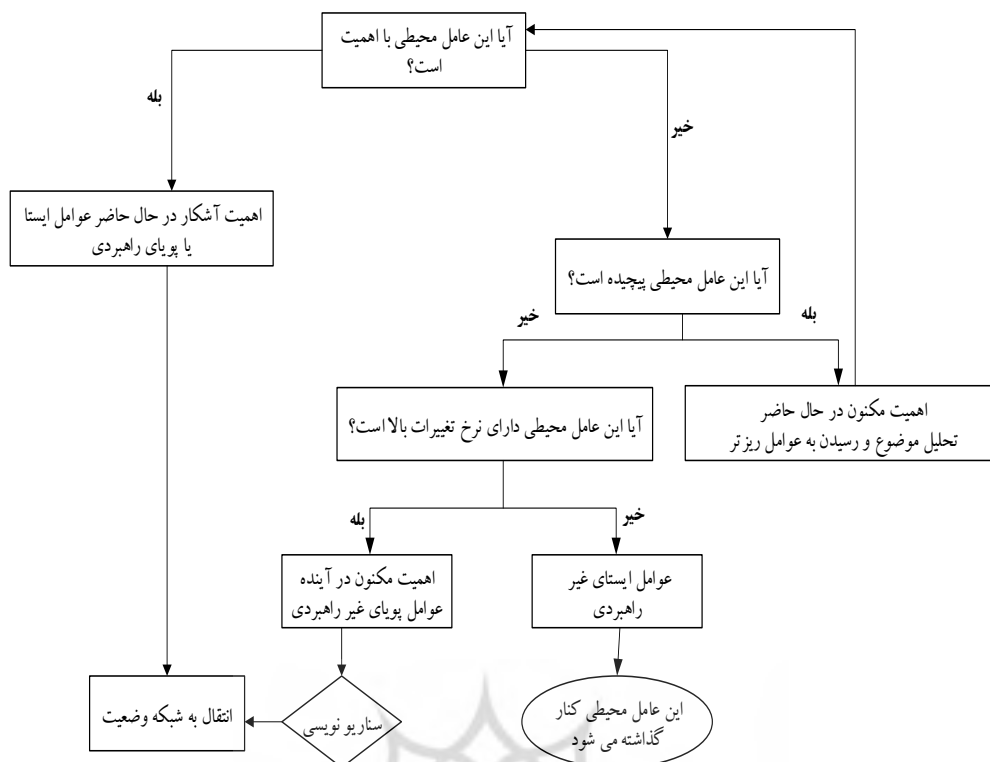 آیا این عامل محیطی با اهمیت
است؟
بله
خیر
اهمیت آشکار در حال حاضر عوامل ایستا
یا پویای راهبردی
آیا این عامل محیطی پیچیده است؟
خیر
بله
آیا این عامل محیطی دارای نرخ تغییرات بالا است؟
اهمیت مکنون در حال حاضر
تحلیل موضوع و رسیدن به عوامل ریزتر
بله
خیر
اهمیت مکنون در آینده
عوامل پویای غیر راهبردی
عوامل ایستای غیر
راهبردی
انتقال به شبکه وضعیت
سناریو نویسی
این عامل محیطی کنار
گذاشته می شود